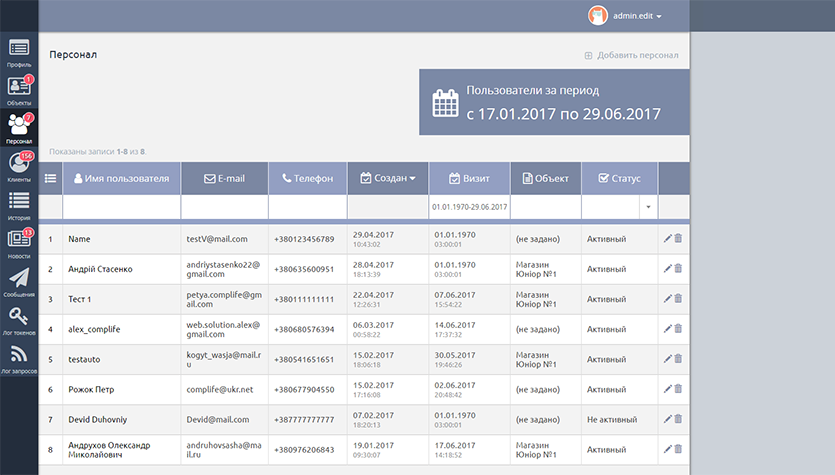 admin.edit
Персонал
Добавить персонал
Пользователи за период
с 17.01.2017 по 29.06.2017
Профиль
1
Объекты
7
Персонал
156
Клиенты
История
13
Новости
Сообщения
Лог токенов
Лог запросов
Показаны записи 1-8 из 8.
Имя пользователя E-mail Телефон Создан Визит Объект Статус
01.01.1970-29.06.2017
1 Name testV@mail.com +380123456789 29.04.2017 01.01.1970 (не задано) Активный
10:43:02 03:00:01
2 Андрій Стасенко andriystasenko22@ +380635600951 28.04.2017 01.01.1970 Магазин Активный
gmail.com 18:13:39 03:00:01 Юніор №1
3 Тест 1 petya.complife@gm +380111111111 22.04.2017 07.06.2017 Магазин Активный
ail.com 12:26:31 15:54:22 Юніор №1
4 alex_complife web.solution.alex@ +380680576394 06.03.2017 14.06.2017 (не задано) Активный
gmail.com 00:58:22 17:37:32
5 testauto kogyt_wasja@mail.r +380541651651 15.02.2017 30.05.2017 Магазин Активный
u 18:06:18 19:46:26 Юніор №1
6 Рожок Петр complife@ukr.net +380677904550 15.02.2017 02.06.2017 (не задано) Активный
17:16:08 20:48:42
7 Devid Duhovniy Devid@mail.com +387777777777 07.02.2017 01.01.1970 (не задано) Не активный
18:20:13 03:00:01
8 Андрухов Олександр andruhovsasha@ma +380976206843 19.01.2017 17.06.2017 Магазин Активный
Миколайович il.ru 09:30:07 14:18:52 Юніор №1